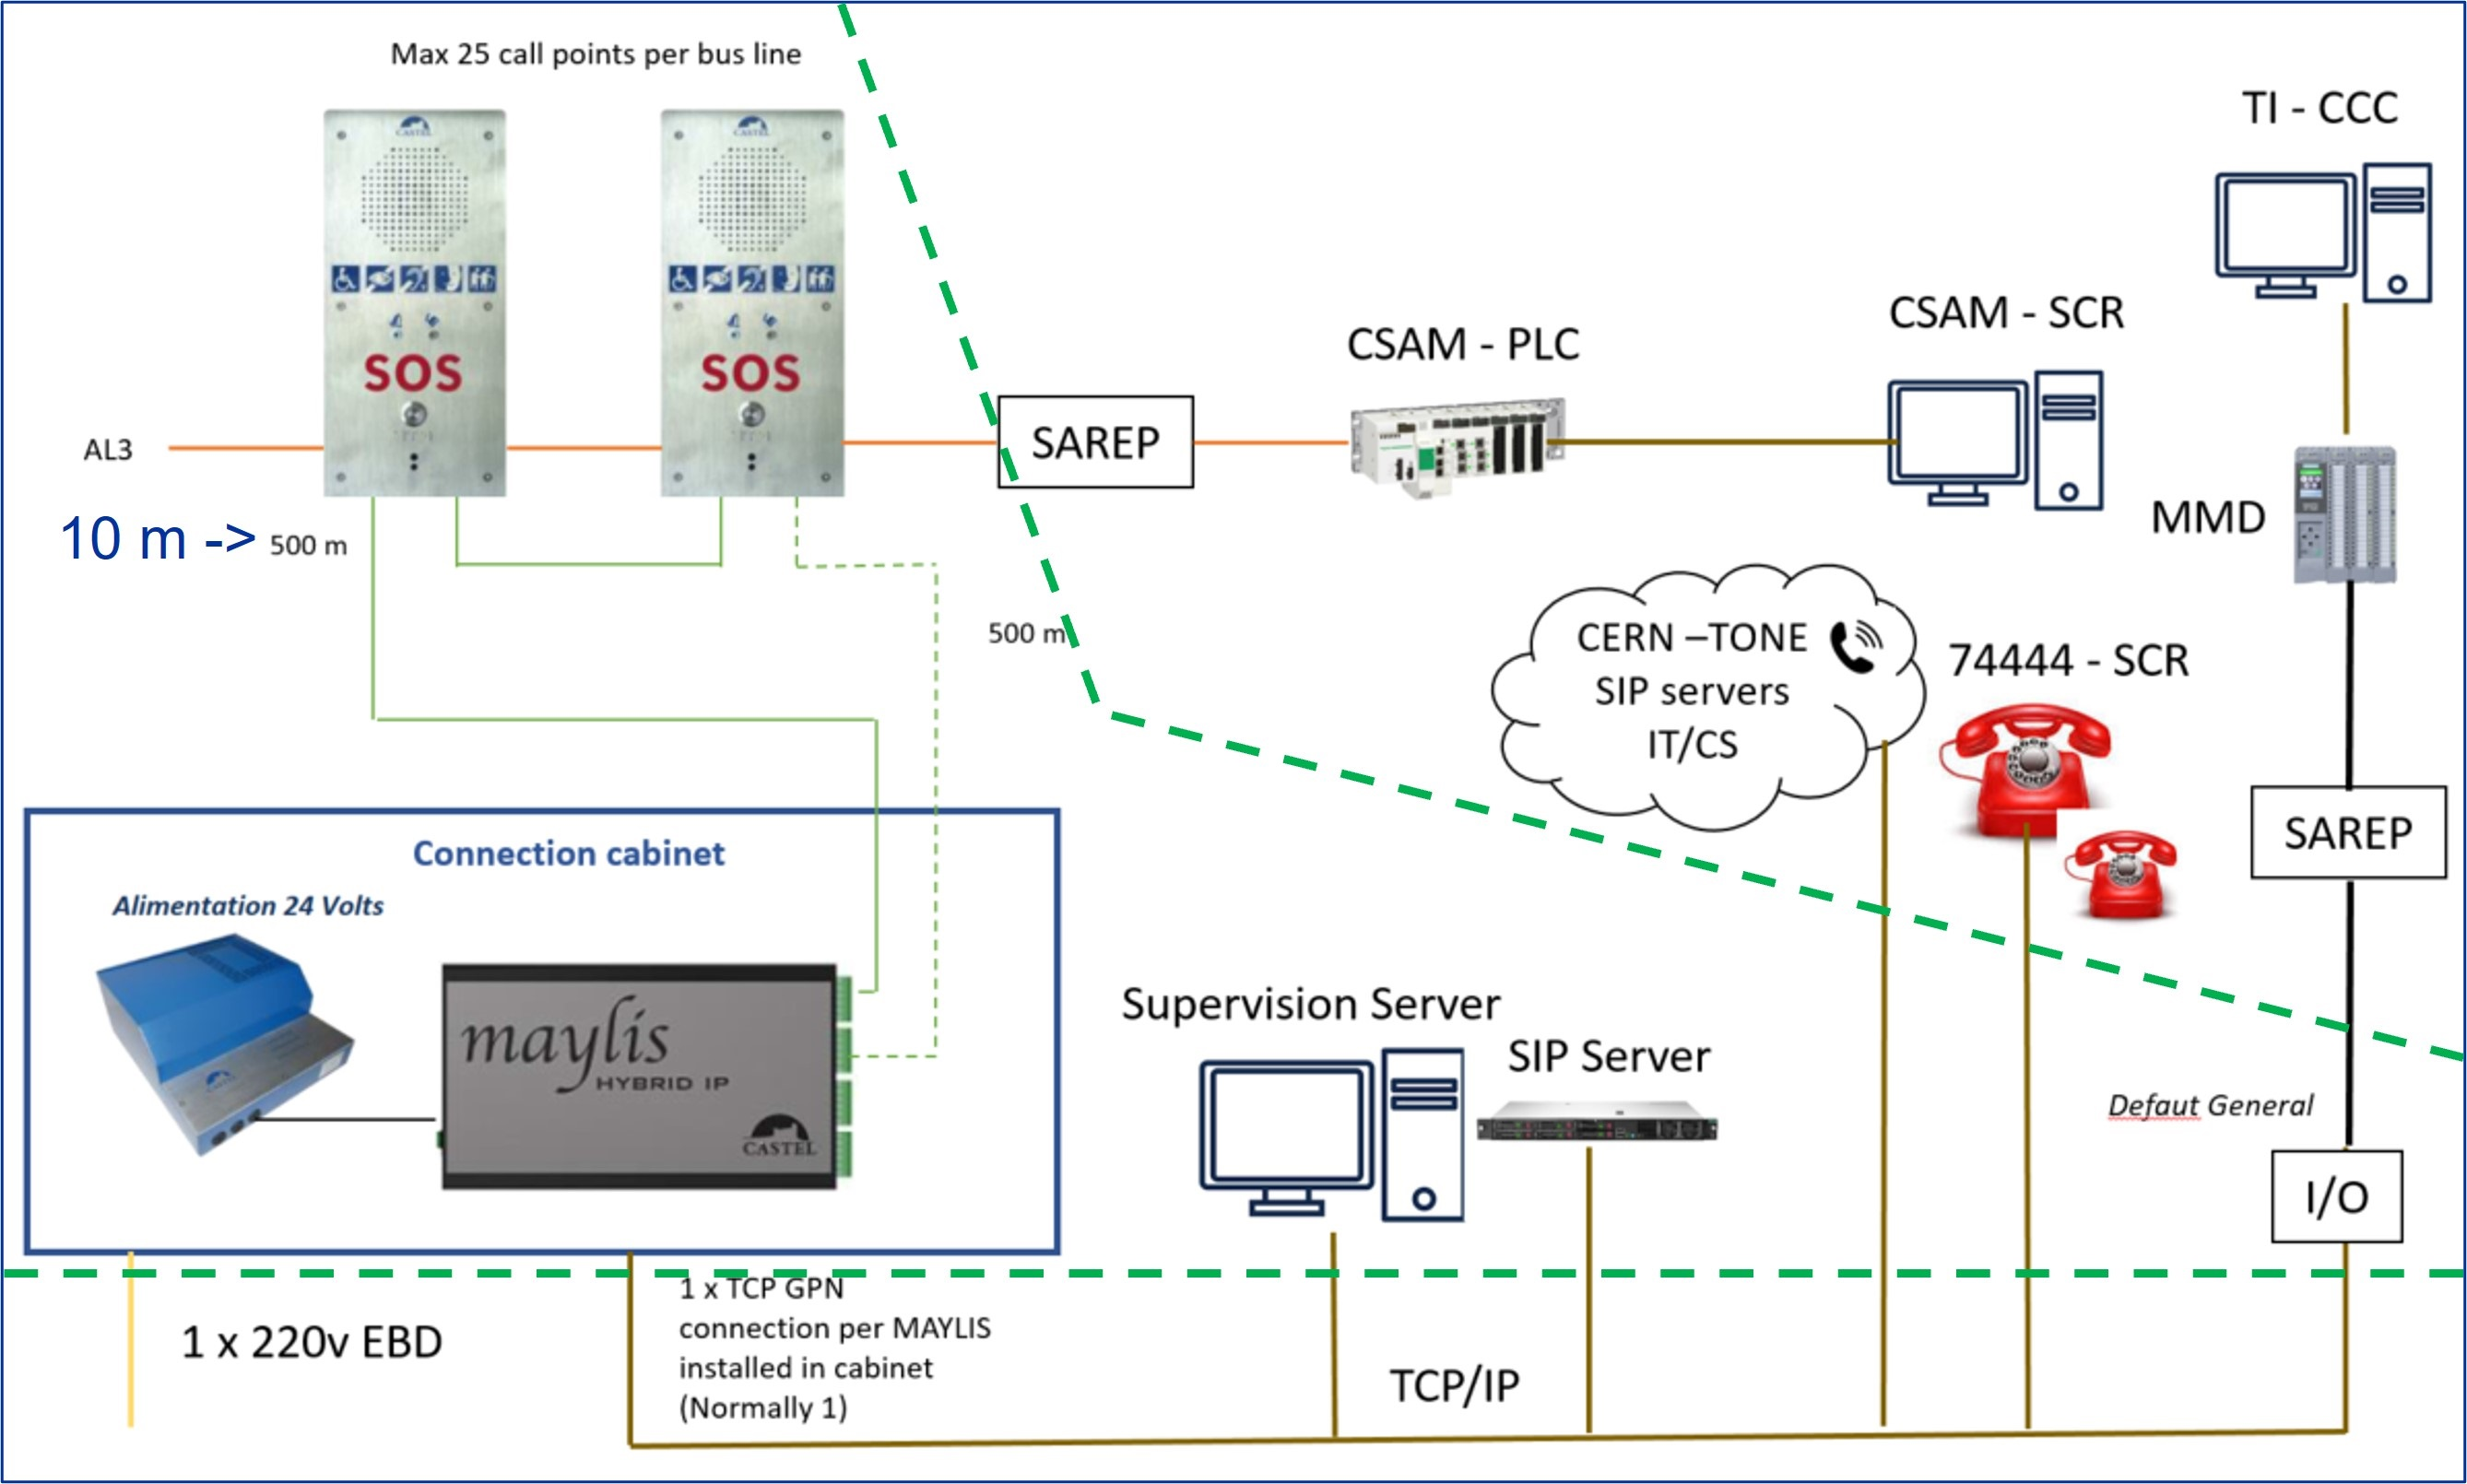 Max 25 call points per bus line
CASTEL
CASTEL
SOS
SOS
AL3
10 m -> 500 m
500 m
SAREP
CSAM - PLC
CSAM - SCR
TI - CCC
MMD
CERN –TONE
SIP servers
IT/CS
74444 - SCR
SAREP
Connection cabinet
Alimentation 24 Volts
maylis
HYBRID IP
CASTEL
Supervision Server
SIP Server
Defaut General
I/O
1 x 220v EBD
1 x TCP GPN
connection per MAYLIS
installed in cabinet
(Normally 1)
TCP/IP